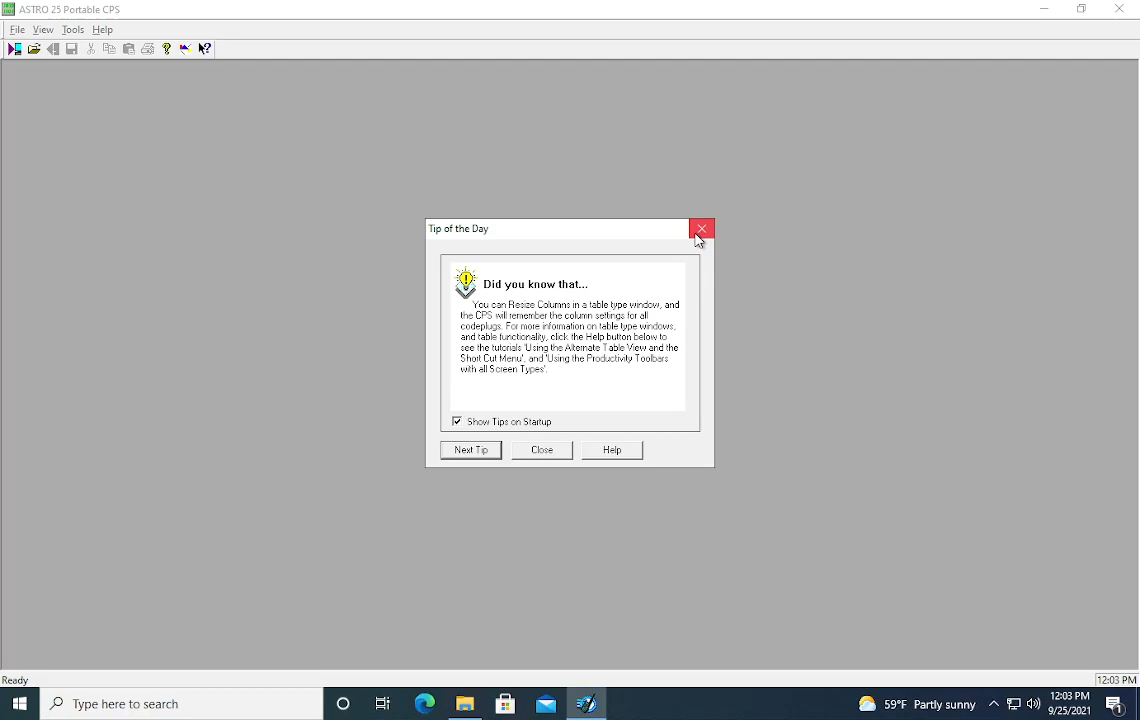 ASTRO 25 Portable CPS
File View Tools Help
Tip of the Day
Did you know that...
You can Resize Columns in a table type window, and
the CPS will remember the column settings for all
codeplugs. For more information on table type windows,
and table functionality, click the Help button below to
see the tutorials 'Using the Alternate Table View and the
Short Cut Menu', and 'Using the Productivity Toolbars
with all Screen Types'.
Show Tips on Startup
Next Tip Close Help
Ready 12:03 PM
Type here to search 59°F Partly sunny 12:03 PM
9/25/2021
1